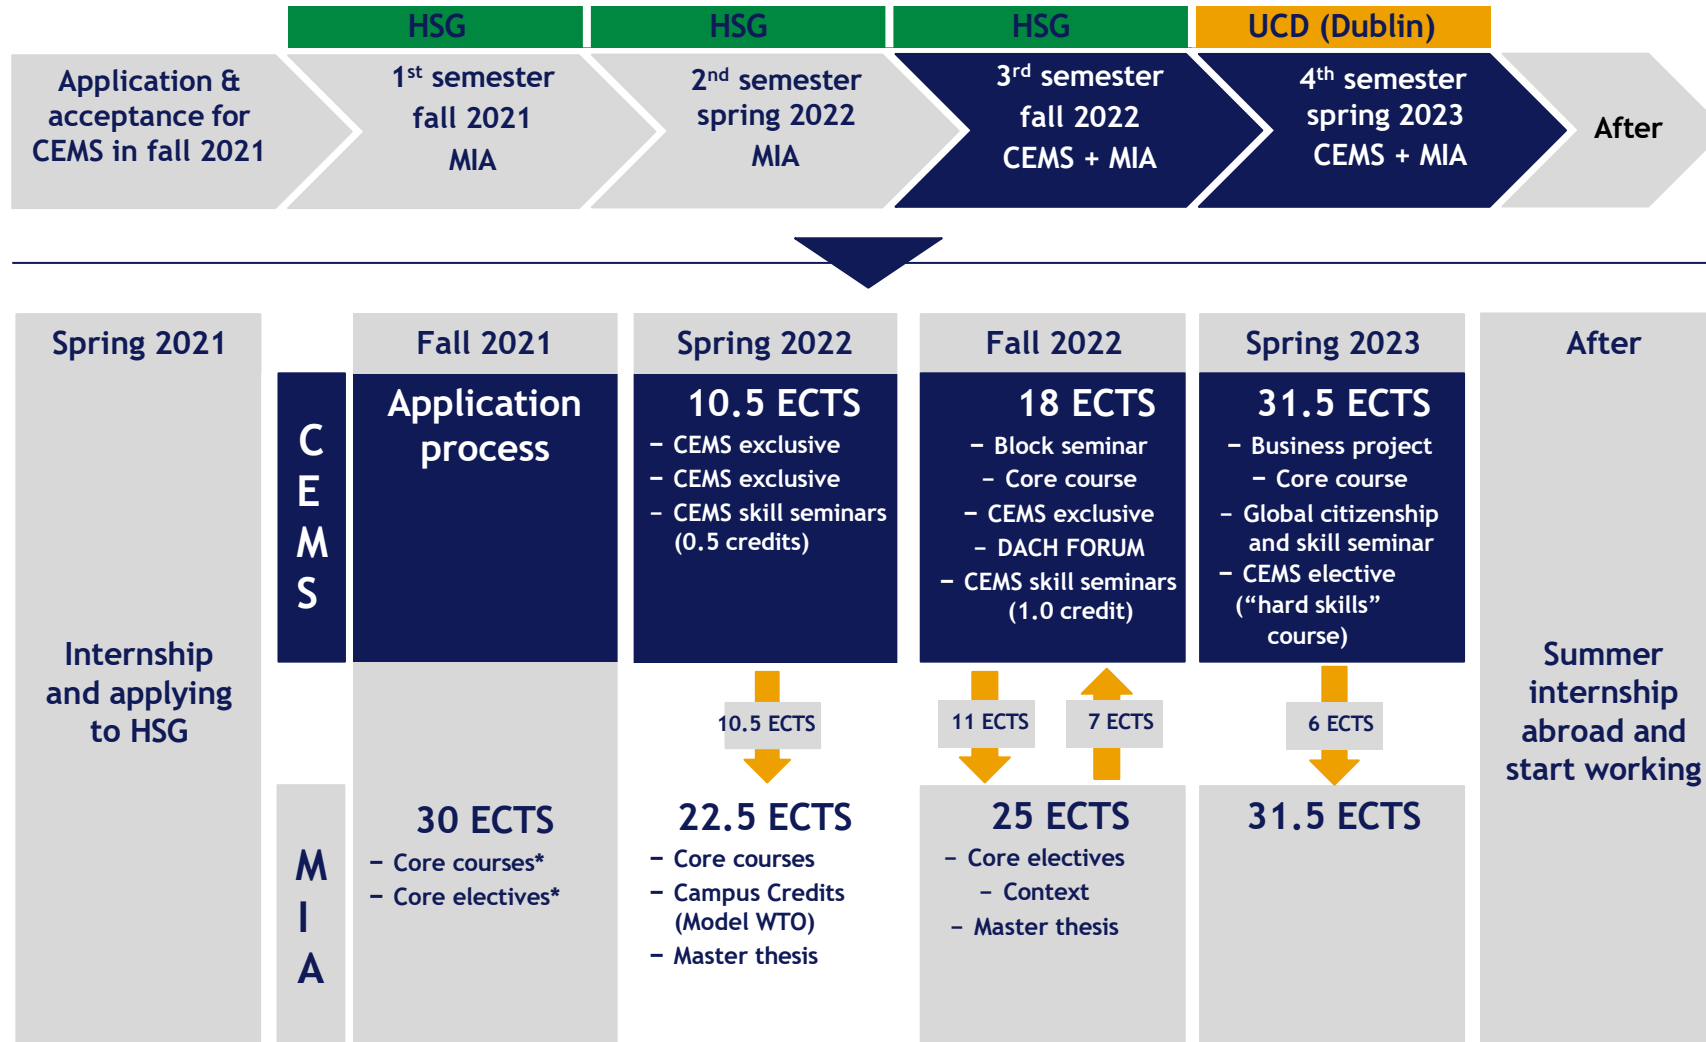 HSG
HSG
HSG
UCD (Dublin)
Application &
acceptance for
CEMS in fall 2021
1st semester
fall 2021
MIA
2nd semester
spring 2022
MIA
3rd semester
fall 2022
CEMS + MIA
4th semester
spring 2023
CEMS + MIA
After
Spring 2021
Internship
and applying
to HSG
C
E
M
S
M
I
A
Fall 2021
Application
process
30 ECTS
– Core courses*
– Core electives*
Spring 2022
10.5 ECTS
– CEMS exclusive
– CEMS exclusive
– CEMS skill seminars
(0.5 credits)
10.5 ECTS
22.5 ECTS
– Core courses
– Campus Credits
(Model WTO)
– Master thesis
Fall 2022
18 ECTS
– Block seminar
– Core course
– CEMS exclusive
– DACH FORUM
– CEMS skill seminars
(1.0 credit)
11 ECTS
7 ECTS
25 ECTS
– Core electives
– Context
– Master thesis
Spring 2023
31.5 ECTS
– Business project
– Core course
– Global citizenship
and skill seminar
– CEMS elective
(“hard skills”
course)
6 ECTS
31.5 ECTS
After
Summer
internship
abroad and
start working